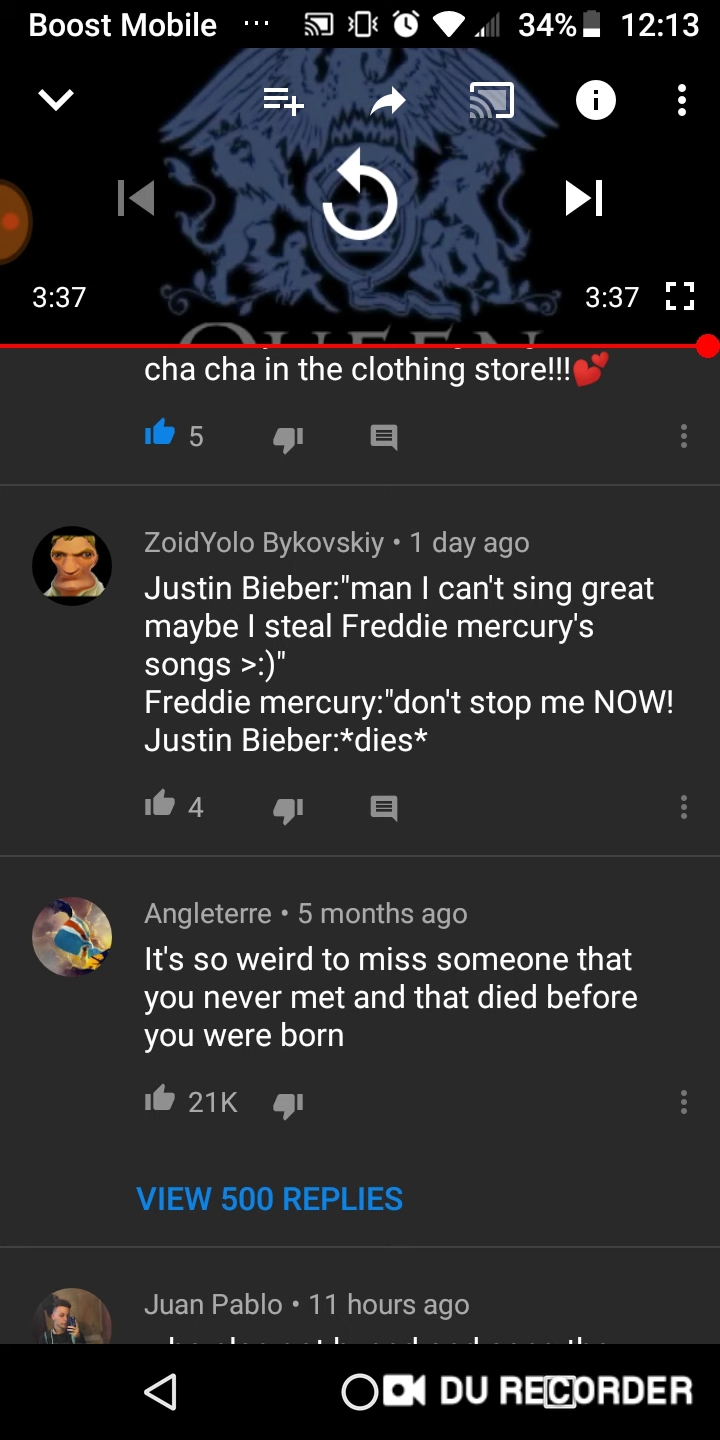 Boost Mobile ... 34% 12:13
3:37 3:37
QUEEN
cha cha in the clothing store!!!💕
5
ZoidYolo Bykovskiy • 1 day ago
Justin Bieber:"man I can't sing great
maybe I steal Freddie mercury's
songs >:)"
Freddie mercury:"don't stop me NOW!
Justin Bieber:*dies*
4
Angleterre • 5 months ago
It's so weird to miss someone that
you never met and that died before
you were born
21K
VIEW 500 REPLIES
Juan Pablo • 11 hours ago
DU RECORDER